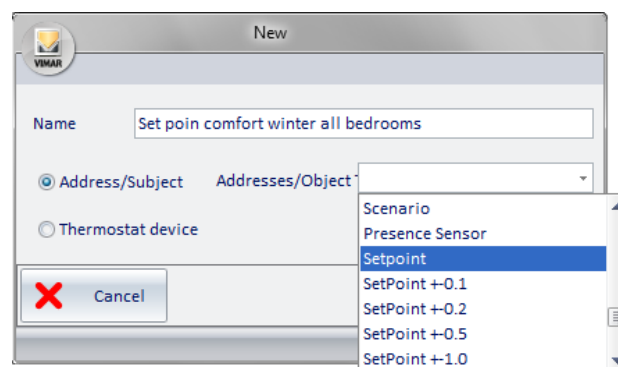 New
VIMAR
Name Set poin comfort winter all bedrooms
Address/Subject Addresses/Object
Thermostat device
Scenario
Presence Sensor
Setpoint
SetPoint +-0.1
SetPoint +-0.2
SetPoint +-0.5
SetPoint +-1.0
Cancel